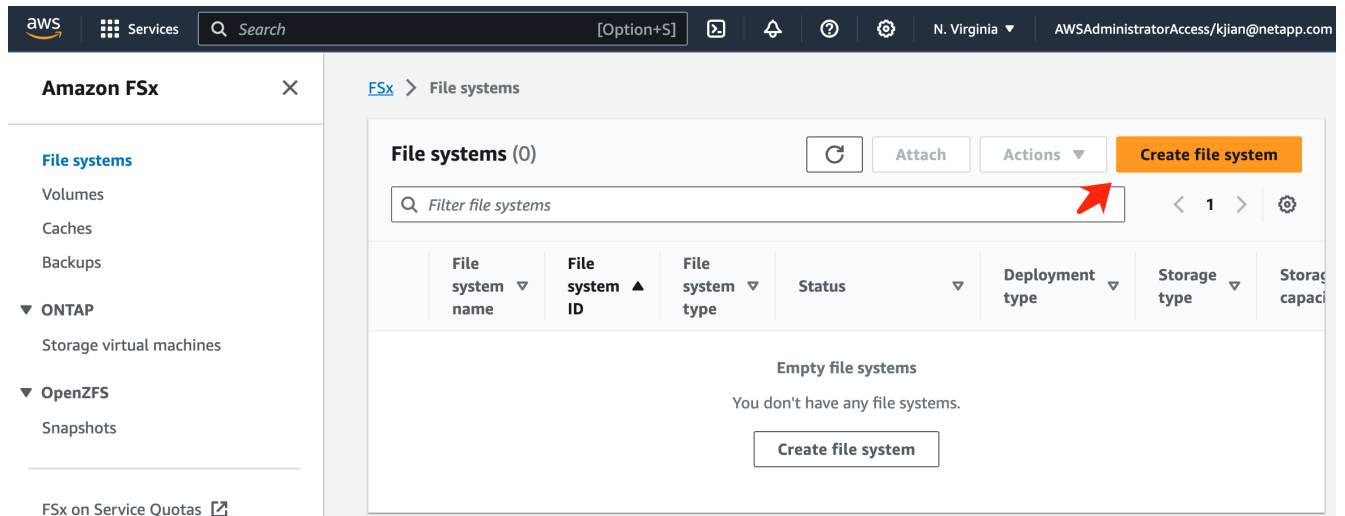 aws
Services
Search
[Option+S]
N. Virginia
AWSAdministratorAccess/kjian@netapp.com
Amazon FSx
File systems
Volumes
Caches
Backups
ONTAP
Storage virtual machines
OpenZFS
Snapshots
FSx on Service Quotas
FSx > File systems
File systems (0)
Attach
Actions
Create file system
Filter file systems
1
File
system
name
File
system
ID
File
system
type
Status
Deployment
type
Storage
type
Storag
capaci
Empty file systems
You don't have any file systems.
Create file system